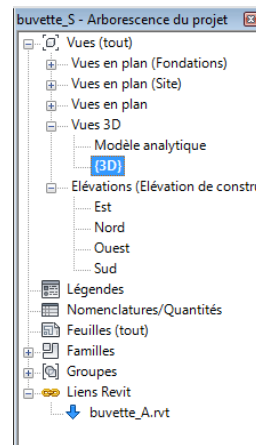 buvette_S - Arborescence du projet
Vues (tout)
Vues en plan (Fondations)
Vues en plan (Site)
Vues en plan
Vues 3D
Modèle analytique
{3D}
Elévations (Elévation de constru
Est
Nord
Ouest
Sud
Légendes
Nomenclatures/Quantités
Feuilles (tout)
Familles
Groupes
Liens Revit
buvette_A.rvt